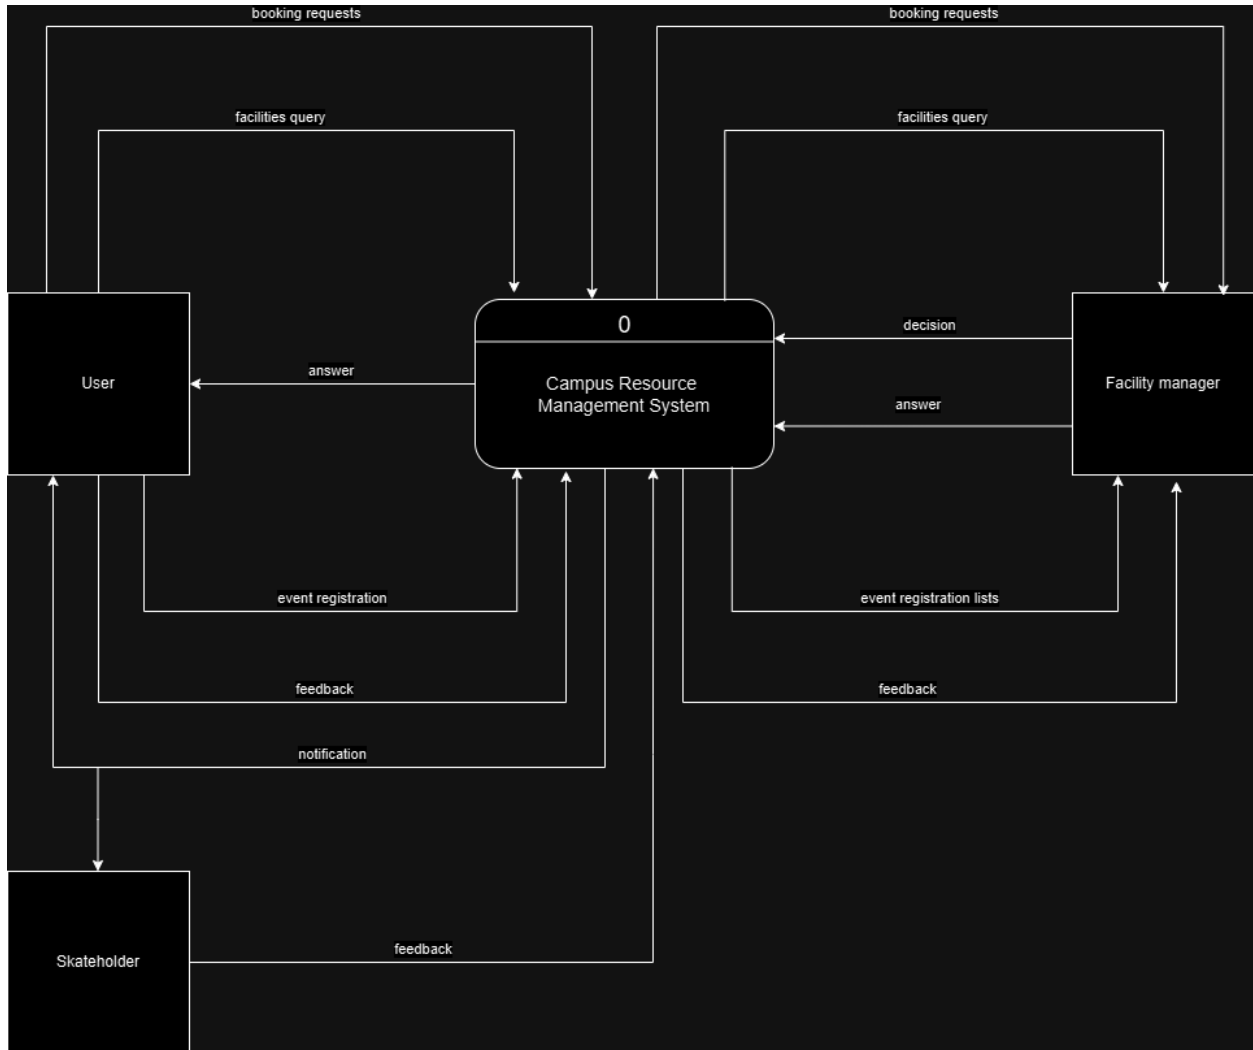 booking requests
booking requests
facilities query
facilities query
0
decision
answer
User
Campus Resource
Management System
Facility manager
answer
event registration
event registration lists
feedback
feedback
notification
feedback
Skateholder